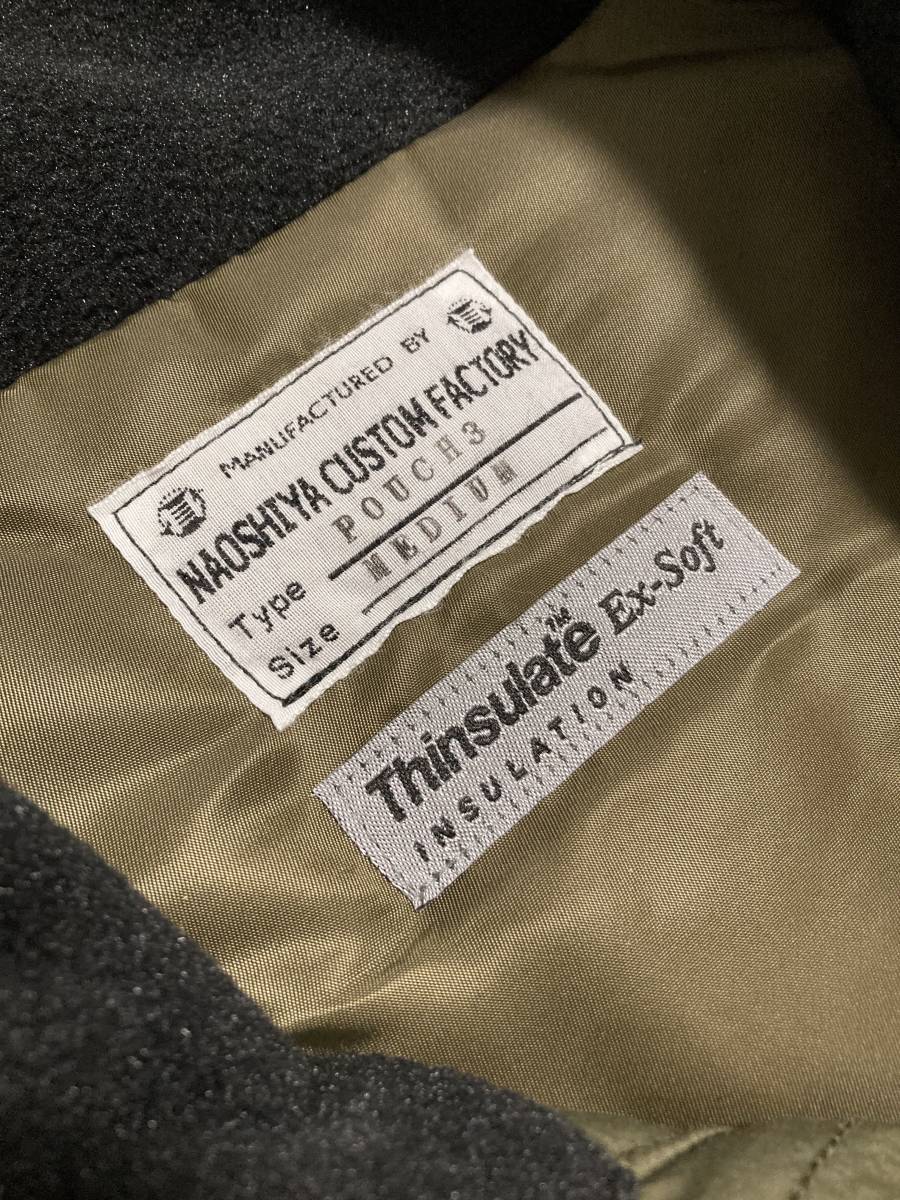 MANUFACTURED BY
NAOSHIYA CUSTOM FACTORY
Type POUCH3
Size MEDIUM
Thinsulate™ Ex-Soft
INSULATION